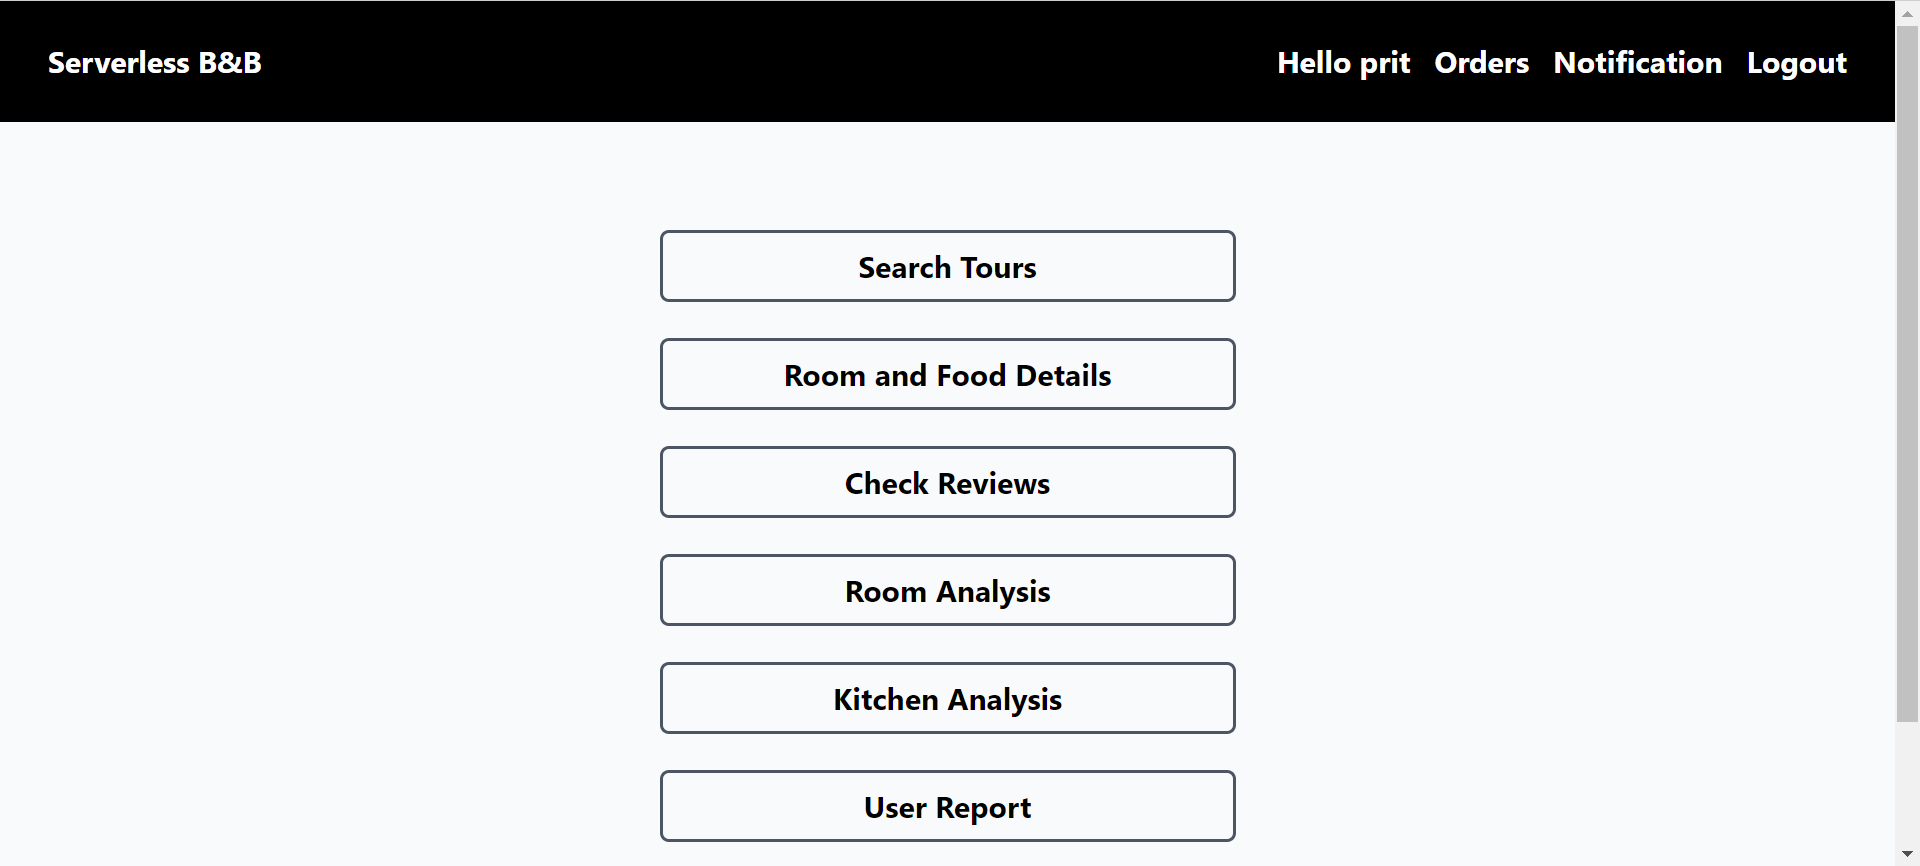 Serverless B&B Hello prit Orders Notification Logout
Search Tours
Room and Food Details
Check Reviews
Room Analysis
Kitchen Analysis
User Report